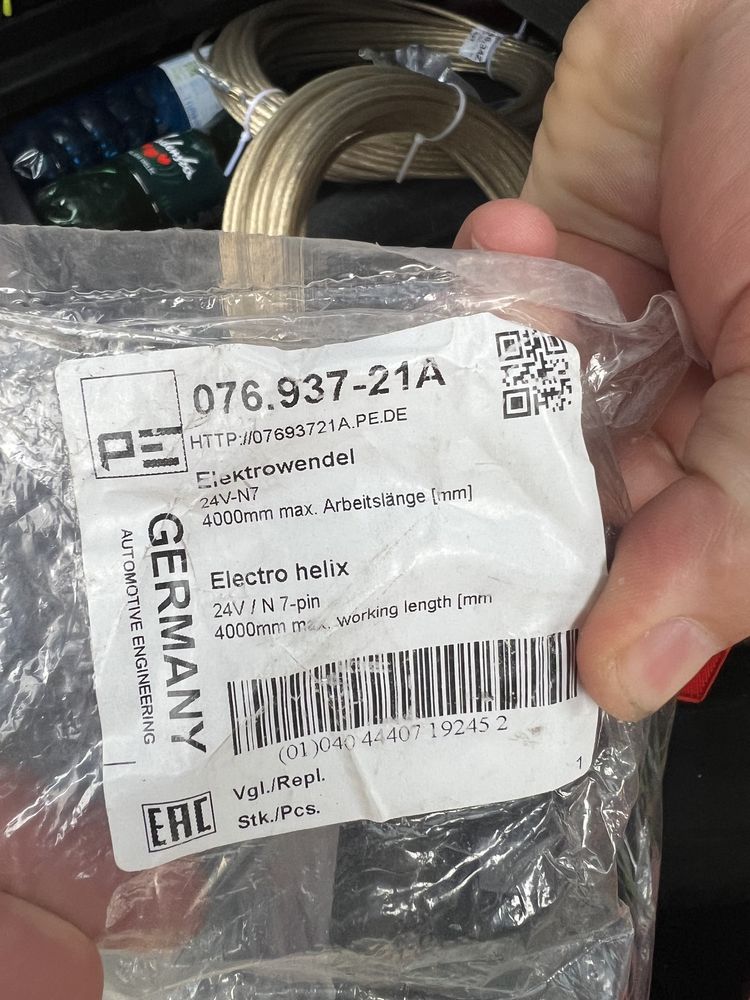 PE
076.937-21A
HTTP://07693721A.PE.DE
Elektrowendel
24V-N7
4000mm max. Arbeitslänge [mm]
GERMANY
AUTOMOTIVE ENGINEERING
Electro helix
24V / N 7-pin
4000mm max. working length [mm
(01)040 44407 19245 2
Vgl./Repl.
Stk./Pcs.
1
EAC